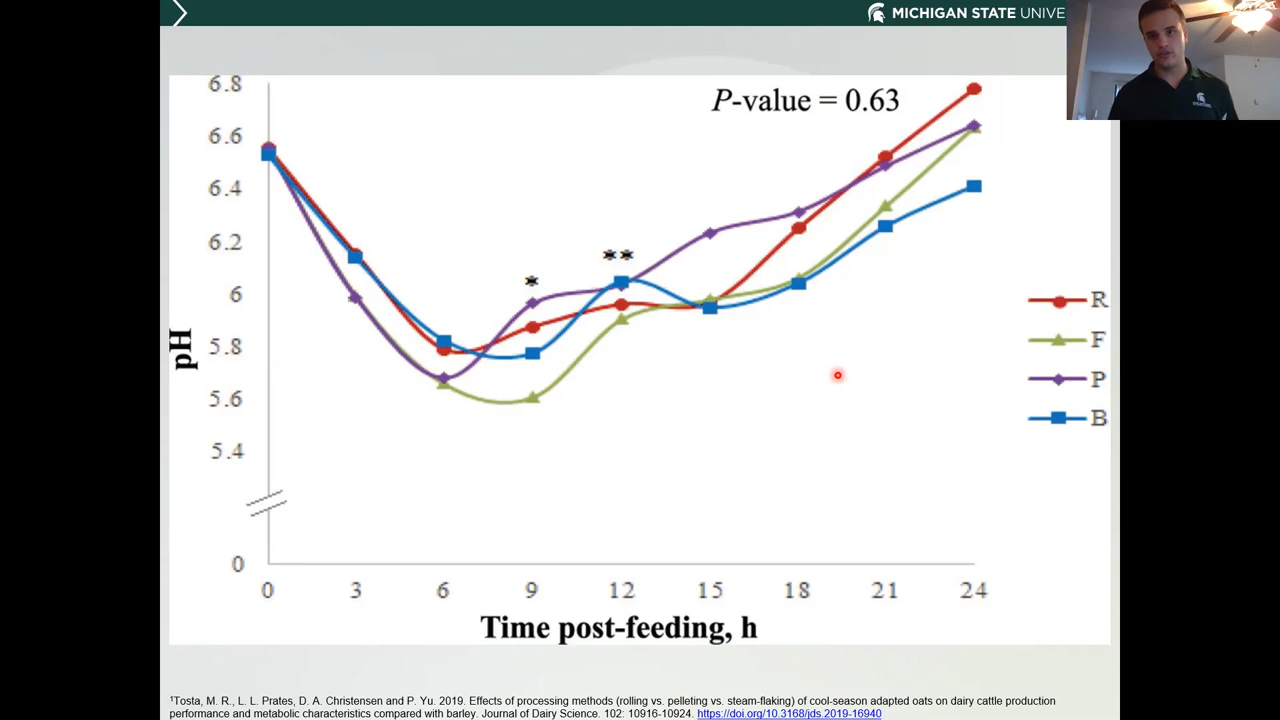 MICHIGAN STATE UNIVE
P-value = 0.63
6.8
6.6
6.4
6.2
6
5.8
5.6
5.4
0
pH
*
**
R
F
P
B
0 3 6 9 12 15 18 21 24
Time post-feeding, h
¹Tosta, M. R., L. L. Prates, D. A. Christensen and P. Yu. 2019. Effects of processing methods (rolling vs. pelleting vs. steam-flaking) of cool-season adapted oats on dairy cattle production
performance and metabolic characteristics compared with barley. Journal of Dairy Science. 102: 10916-10924. https://doi.org/10.3168/jds.2019-16940